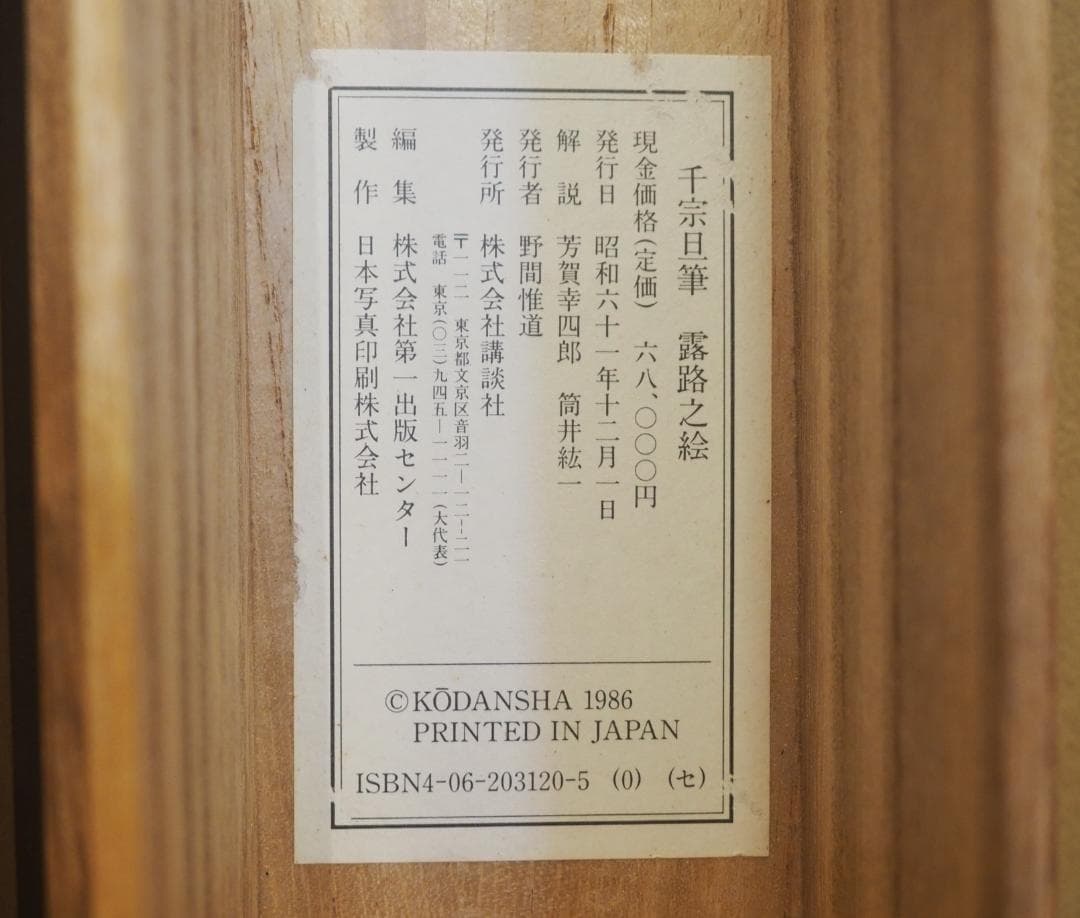 千宗旦筆　露路之絵
現金価格(定価)　六八、〇〇〇円
発行日　昭和六十一年十二月一日
解　説　芳賀幸四郎　筒井紘一
発行者　野間惟道
発行所　株式会社講談社
〒一一二　東京都文京区音羽二―一二―二一
電話　東京(〇三)九四五―一一一一(大代表)
編　集　株式会社第一出版センター
製　作　日本写真印刷株式会社
©KŌDANSHA 1986
PRINTED IN JAPAN
ISBN4-06-203120-5　(0)　(セ)